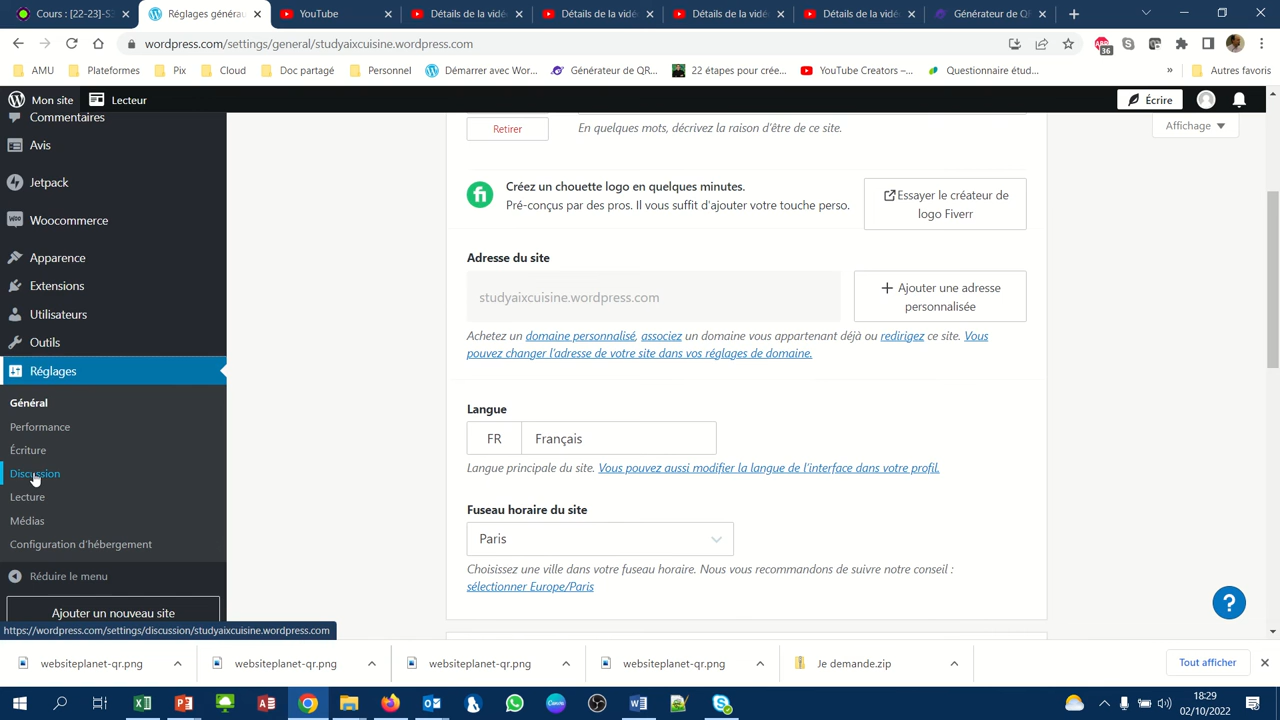 Cours : [22-23]-S
Réglages généra
YouTube
Détails de la vidé
Détails de la vidé
Détails de la vidé
Détails de la vidé
Générateur de QR
wordpress.com/settings/general/studyaixcuisine.wordpress.com
36
AMU
Plateformes
Pix
Cloud
Doc partagé
Personnel
Démarrer avec Wor...
Générateur de QR...
22 étapes pour crée...
YouTube Creators –...
Questionnaire étud...
»
Autres favoris
Mon site
Lecteur
Écrire
Commentaires
Avis
Jetpack
Woocommerce
Apparence
Extensions
Utilisateurs
Outils
Réglages
Général
Performance
Écriture
Discussion
Lecture
Médias
Configuration d'hébergement
Réduire le menu
Ajouter un nouveau site
https://wordpress.com/settings/discussion/studyaixcuisine.wordpress.com
Affichage
Retirer
En quelques mots, décrivez la raison d'être de ce site.
Créez un chouette logo en quelques minutes.
Pré-conçus par des pros. Il vous suffit d'ajouter votre touche perso.
Essayer le créateur de
logo Fiverr
Adresse du site
studyaixcuisine.wordpress.com
Ajouter une adresse
personnalisée
Achetez un domaine personnalisé, associez un domaine vous appartenant déjà ou redirigez ce site. Vous
pouvez changer l'adresse de votre site dans vos réglages de domaine.
Langue
FR
Français
Langue principale du site. Vous pouvez aussi modifier la langue de l'interface dans votre profil.
Fuseau horaire du site
Paris
Choisissez une ville dans votre fuseau horaire. Nous vous recommandons de suivre notre conseil :
sélectionner Europe/Paris
?
websiteplanet-qr.png
websiteplanet-qr.png
websiteplanet-qr.png
websiteplanet-qr.png
Je demande.zip
Tout afficher
18:29
02/10/2022